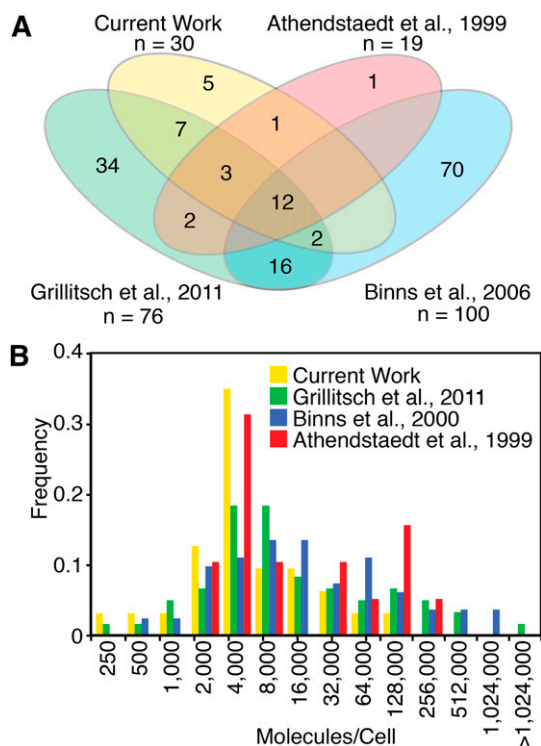 A
Current Work
n = 30
Athendstaedt et al., 1999
n = 19
5
1
1
7
34
3
70
12
2
2
16
Grillitsch et al., 2011
n = 76
Binns et al., 2006
n = 100
B
Frequency
0.4
0.3
0.2
0.1
0
Current Work
Grillitsch et al., 2011
Binns et al., 2000
Athendstaedt et al., 1999
250
500
1,000
2,000
4,000
8,000
16,000
32,000
64,000
128,000
256,000
512,000
1,024,000
>1,024,000
Molecules/Cell